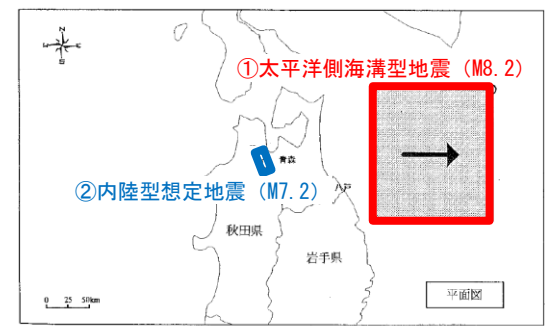 N
W E
S
①太平洋側海溝型地震（M8.2）
青森
②内陸型想定地震（M7.2）
八戸
秋田県
岩手県
平面図
0 25 50km